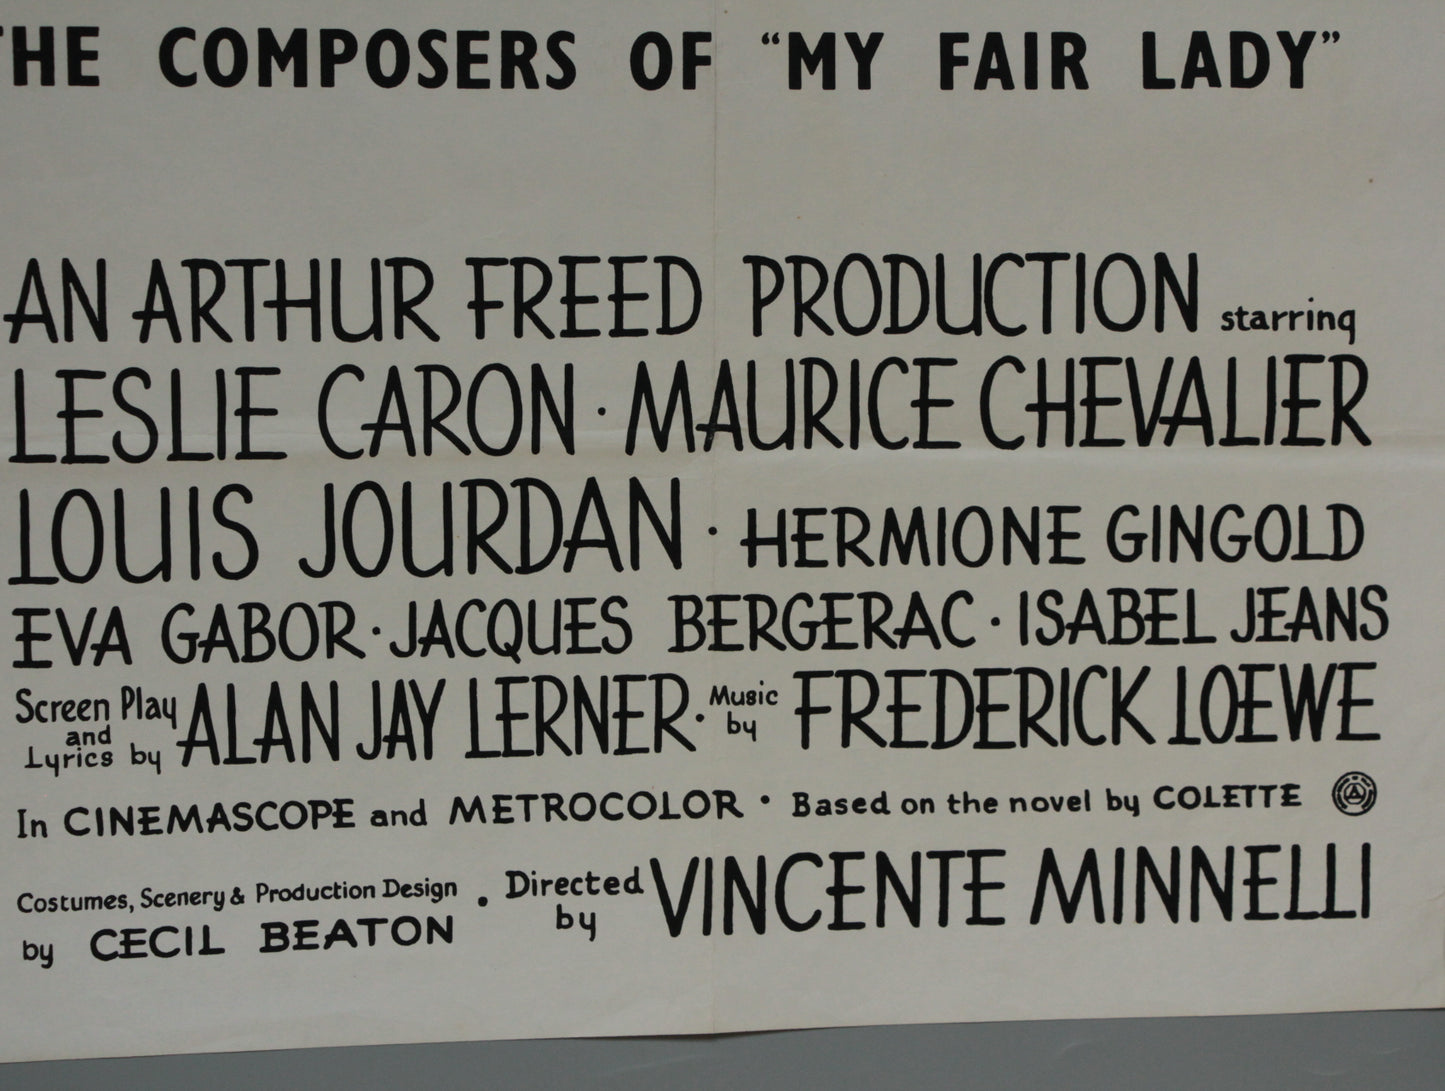 THE COMPOSERS OF “MY FAIR LADY”
AN ARTHUR FREED PRODUCTION starring
LESLIE CARON · MAURICE CHEVALIER
LOUIS JOURDAN · HERMIONE GINGOLD
EVA GABOR · JACQUES BERGERAC · ISABEL JEANS
Screen Play and Lyrics by ALAN JAY LERNER · Music by FREDERICK LOEWE
In CINEMASCOPE and METROCOLOR · Based on the novel by COLETTE
Costumes, Scenery & Production Design by CECIL BEATON · Directed by VINCENTE MINNELLI